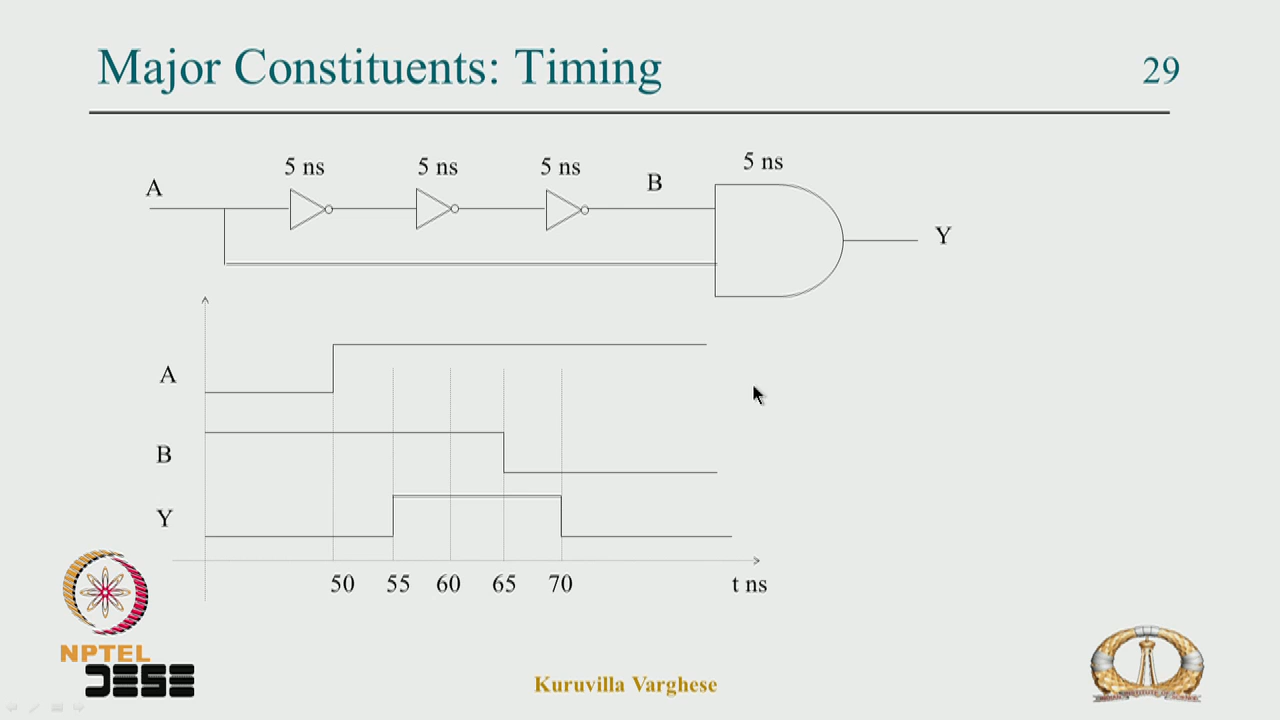 Major Constituents: Timing
29
5 ns 5 ns 5 ns 5 ns
A B
Y
A
B
Y
50 55 60 65 70 t ns
NPTEL
Kuruvilla Varghese